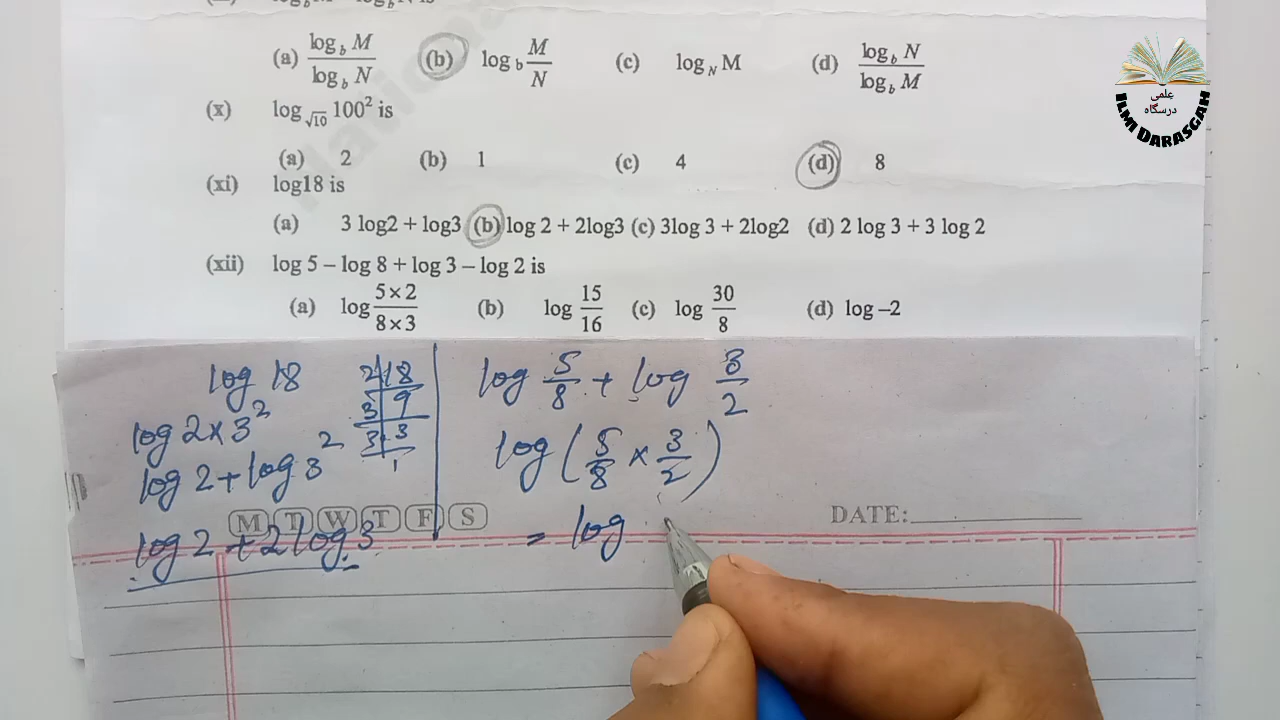 (a) log_b M / log_b N (b) log_b M/N (c) log_N M (d) log_b N / log_b M
(x) log_√10 100² is
(a) 2 (b) 1 (c) 4 (d) 8
(xi) log18 is
(a) 3 log2 + log3 (b) log 2 + 2log3 (c) 3log 3 + 2log2 (d) 2 log 3 + 3 log 2
(xii) log 5 – log 8 + log 3 – log 2 is
(a) log 5×2 / 8×3 (b) log 15/16 (c) log 30/8 (d) log –2
log 18
2 18
3 9
3 3
1
log 2×3²
log 2 + log 3²
log 2 + 2 log 3
log 5/8 + log 3/2
log (5/8 × 3/2)
= log
M T W T F S
DATE:
علمی
درسگاه
ILMI DARASGAH